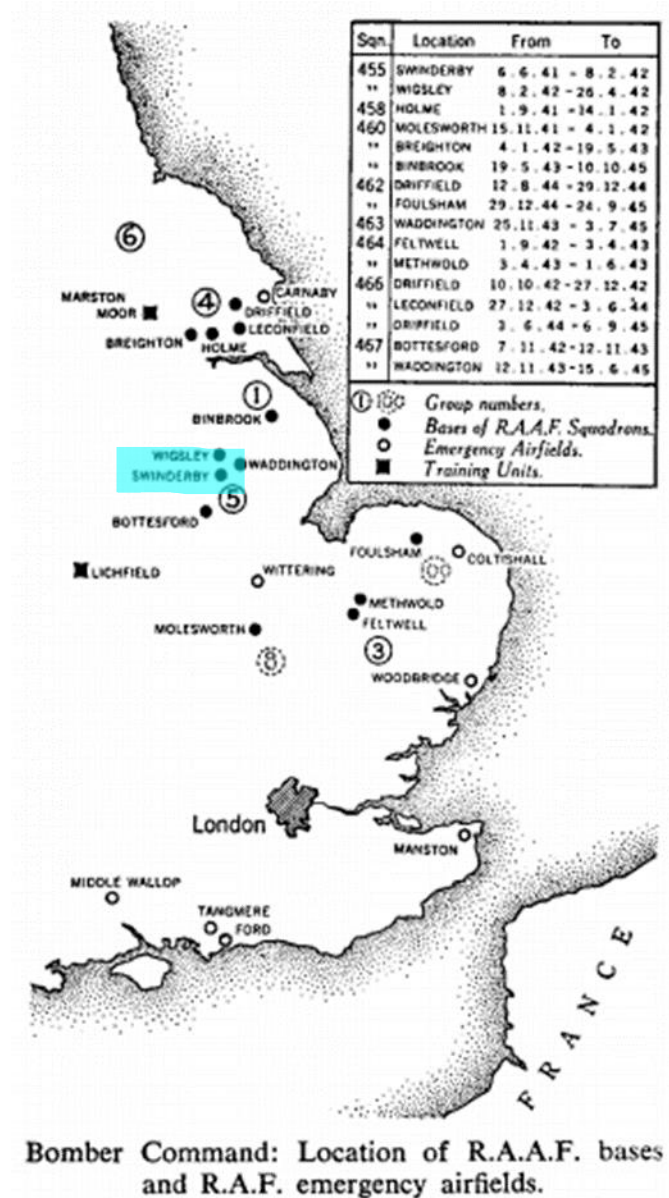 Sqn. Location From To
455 SWINDERBY 6.6.41 - 8.2.42
" WIGSLEY 8.2.42 - 26.4.42
458 HOLME 1.9.41 - 14.1.42
460 MOLESWORTH 15.11.41 - 4.1.42
" BREIGHTON 4.1.42 - 19.5.43
" BINBROOK 19.5.43 - 10.10.45
462 DRIFFIELD 12.8.44 - 29.12.44
" FOULSHAM 29.12.44 - 24.9.45
463 WADDINGTON 25.11.43 - 3.7.45
464 FELTWELL 1.9.42 - 3.4.43
" METHWOLD 3.4.43 - 1.6.43
466 DRIFFIELD 10.10.42 - 27.12.42
" LECONFIELD 27.12.42 - 3.6.44
" DRIFFIELD 3.6.44 - 6.9.45
467 BOTTESFORD 7.11.42 - 12.11.43
" WADDINGTON 12.11.43 - 15.6.45
① Group numbers.
Bases of R.A.A.F. Squadrons.
Emergency Airfields.
Training Units.
⑥
MARSTON
MOOR
④
CARNABY
DRIFFIELD
LECONFIELD
BREIGHTON
HOLME
①
BINBROOK
WIGSLEY
WADDINGTON
SWINDERBY
⑤
BOTTESFORD
FOULSHAM
COLTISHALL
LICHFIELD
WITTERING
METHWOLD
FELTWELL
MOLESWORTH
③
8
WOODBRIDGE
London
MANSTON
MIDDLE WALLOP
TANGMERE
FORD
FRANCE
Bomber Command: Location of R.A.A.F. bases
and R.A.F. emergency airfields.